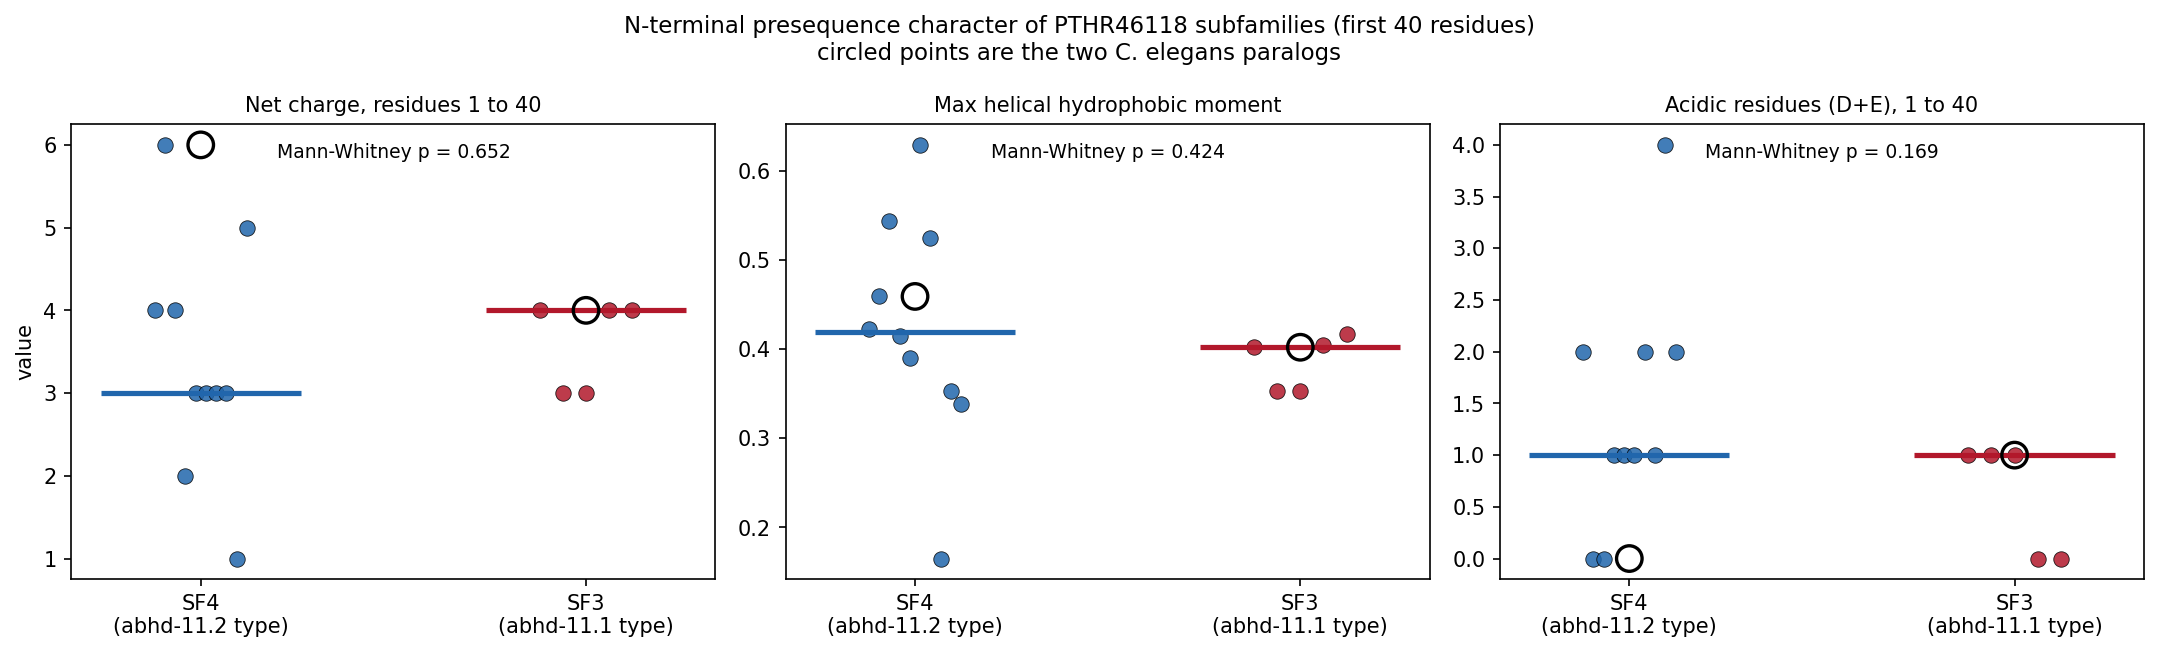 N-terminal presequence character of PTHR46118 subfamilies (first 40 residues)
circled points are the two C. elegans paralogs
Net charge, residues 1 to 40
Mann-Whitney p = 0.652
value
6
5
4
3
2
1
SF4
(abhd-11.2 type)
SF3
(abhd-11.1 type)
Max helical hydrophobic moment
Mann-Whitney p = 0.424
0.6
0.5
0.4
0.3
0.2
SF4
(abhd-11.2 type)
SF3
(abhd-11.1 type)
Acidic residues (D+E), 1 to 40
Mann-Whitney p = 0.169
4.0
3.5
3.0
2.5
2.0
1.5
1.0
0.5
0.0
SF4
(abhd-11.2 type)
SF3
(abhd-11.1 type)